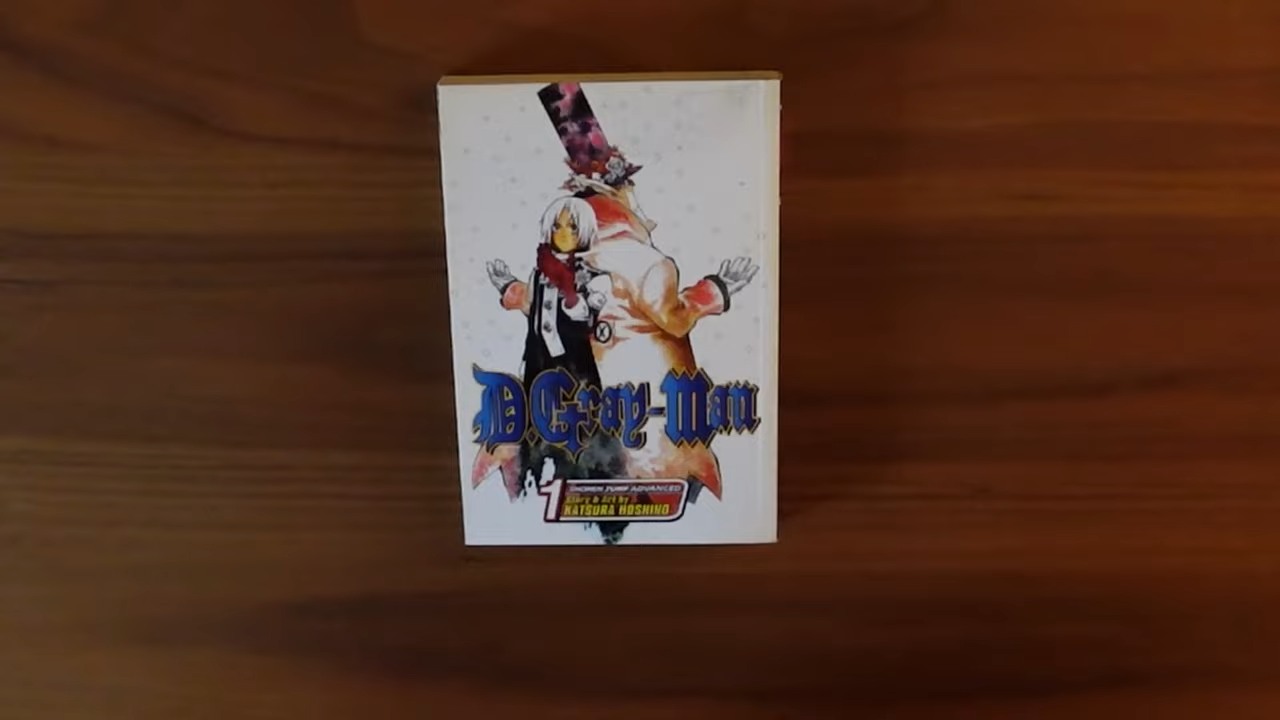 D.Gray-Man
1
SHONEN JUMP ADVANCED
Story & Art by
KATSURA HOSHINO